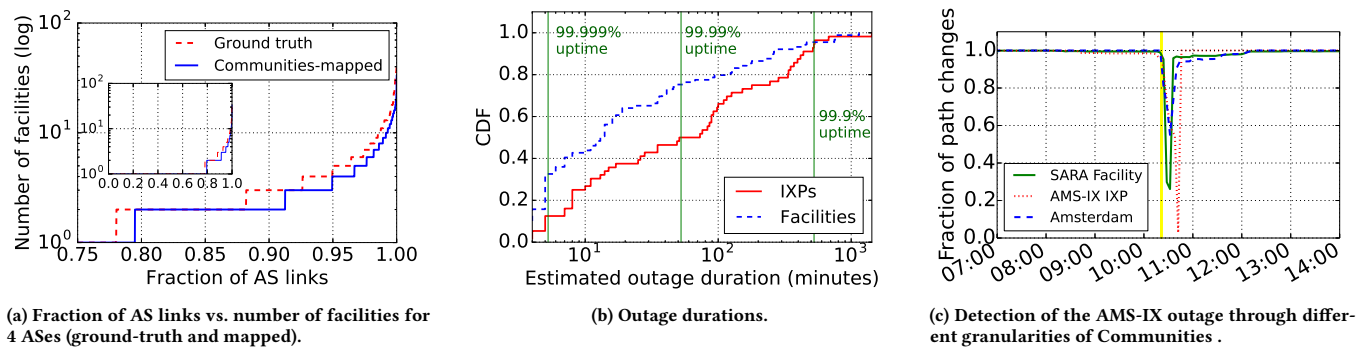 Number of facilities (log)
10²
10¹
10⁰
Ground truth
Communities-mapped
10²
10¹
10⁰
0.0 0.2 0.4 0.6 0.8 1.0
0.75 0.80 0.85 0.90 0.95 1.00
Fraction of AS links
(a) Fraction of AS links vs. number of facilities for
4 ASes (ground-truth and mapped).
CDF
1.0
0.8
0.6
0.4
0.2
0.0
99.999%
uptime
99.99%
uptime
99.9%
uptime
IXPs
Facilities
10¹ 10² 10³
Estimated outage duration (minutes)
(b) Outage durations.
Fraction of path changes
1.0
0.8
0.6
0.4
0.2
0.0
SARA Facility
AMS-IX IXP
Amsterdam
07:00 08:00 09:00 10:00 11:00 12:00 13:00 14:00
(c) Detection of the AMS-IX outage through differ-
ent granularities of Communities .